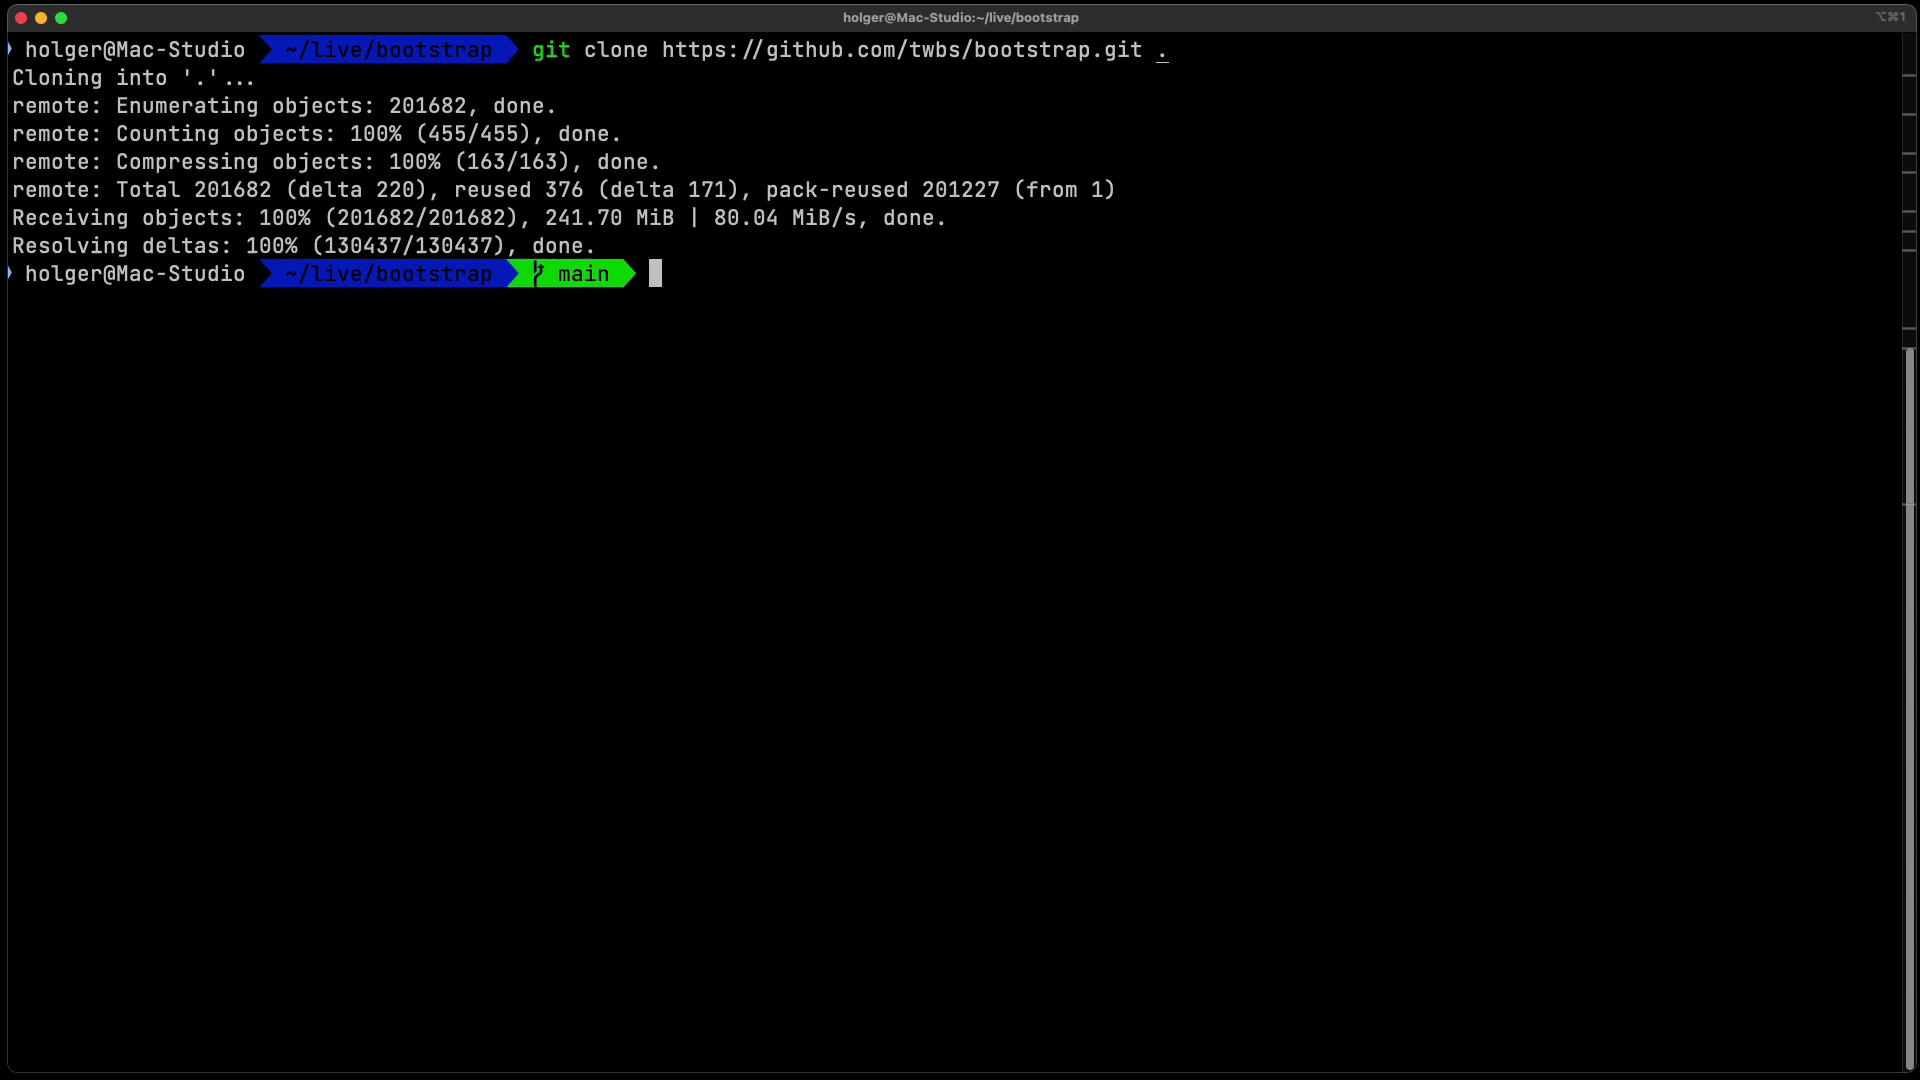 holger@Mac-Studio:~/live/bootstrap
⌥⌘1
holger@Mac-Studio ~/live/bootstrap git clone https://github.com/twbs/bootstrap.git .
Cloning into '.'...
remote: Enumerating objects: 201682, done.
remote: Counting objects: 100% (455/455), done.
remote: Compressing objects: 100% (163/163), done.
remote: Total 201682 (delta 220), reused 376 (delta 171), pack-reused 201227 (from 1)
Receiving objects: 100% (201682/201682), 241.70 MiB | 80.04 MiB/s, done.
Resolving deltas: 100% (130437/130437), done.
holger@Mac-Studio ~/live/bootstrap main